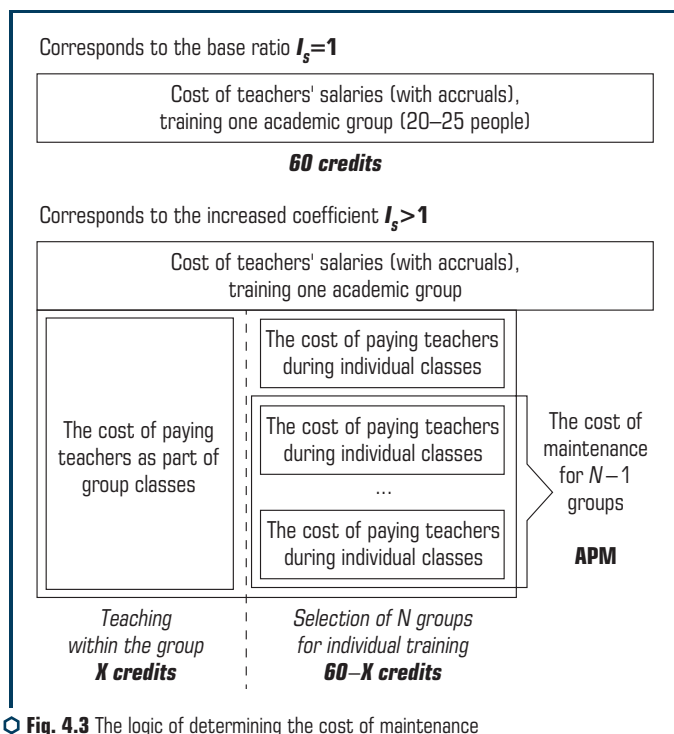 Corresponds to the base ratio Iₛ=1
Cost of teachers' salaries (with accruals),
training one academic group (20–25 people)
60 credits
Corresponds to the increased coefficient Iₛ>1
Cost of teachers' salaries (with accruals),
training one academic group
The cost of paying
teachers as part of
group classes
The cost of paying teachers
during individual classes
The cost of paying teachers
during individual classes
...
The cost of paying teachers
during individual classes
The cost of
maintenance
for N–1
groups
APM
Teaching
within the group
X credits
Selection of N groups
for individual training
60–X credits
Fig. 4.3 The logic of determining the cost of maintenance